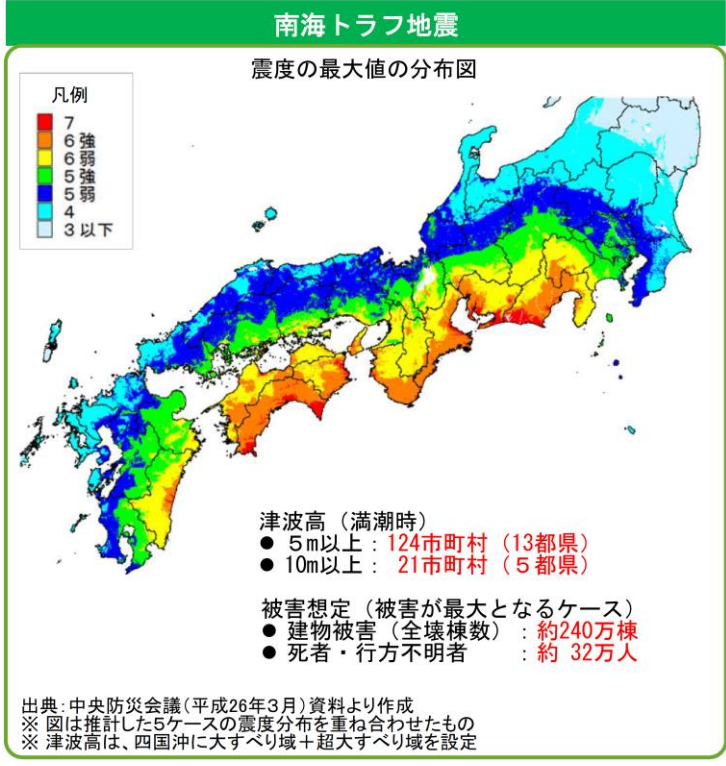 南海トラフ地震
震度の最大値の分布図
凡例
7
6強
6弱
5強
5弱
4
3以下
津波高（満潮時）
● 5m以上：124市町村（13都県）
● 10m以上： 21市町村（5都県）
被害想定（被害が最大となるケース）
● 建物被害（全壊棟数）：約240万棟
● 死者・行方不明者 ：約 32万人
出典：中央防災会議（平成26年3月）資料より作成
※ 図は推計した5ケースの震度分布を重ね合わせたもの
※ 津波高は、四国沖に大すべり域＋超大すべり域を設定